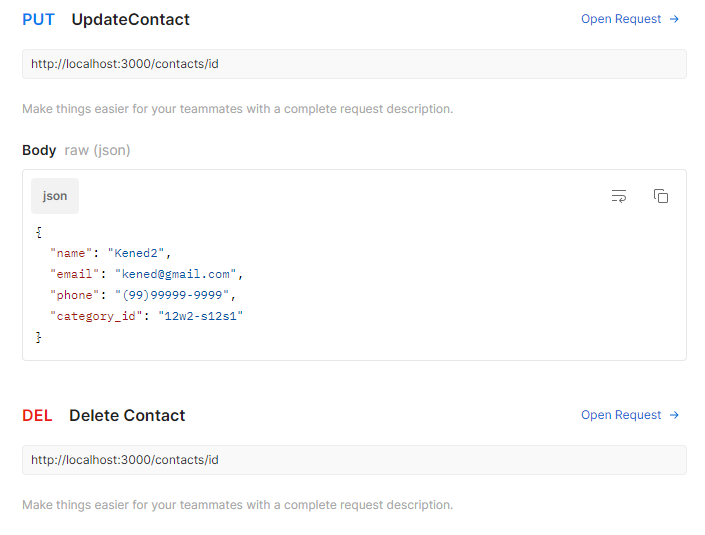 PUT UpdateContact Open Request →
http://localhost:3000/contacts/id
Make things easier for your teammates with a complete request description.
Body raw (json)
json
{
"name": "Kened2",
"email": "kened@gmail.com",
"phone": "(99)99999-9999",
"category_id": "12w2-s12s1"
}
DEL Delete Contact Open Request →
http://localhost:3000/contacts/id
Make things easier for your teammates with a complete request description.